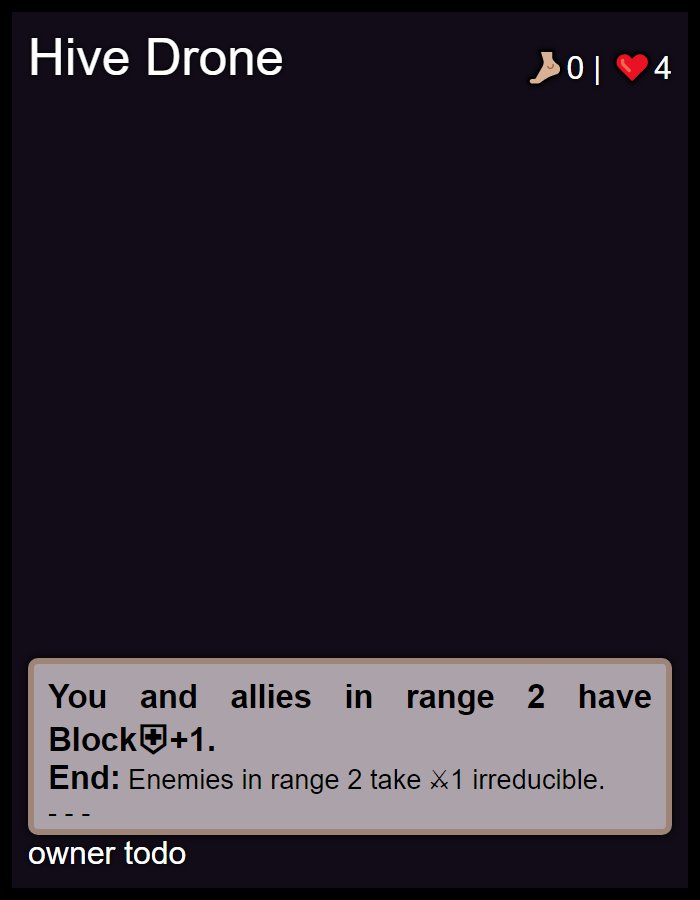 Hive Drone
🦶🏼0 | ❤️4
You and allies in range 2 have
Block⛨+1.
End: Enemies in range 2 take ⚔1 irreducible.
- - -
owner todo